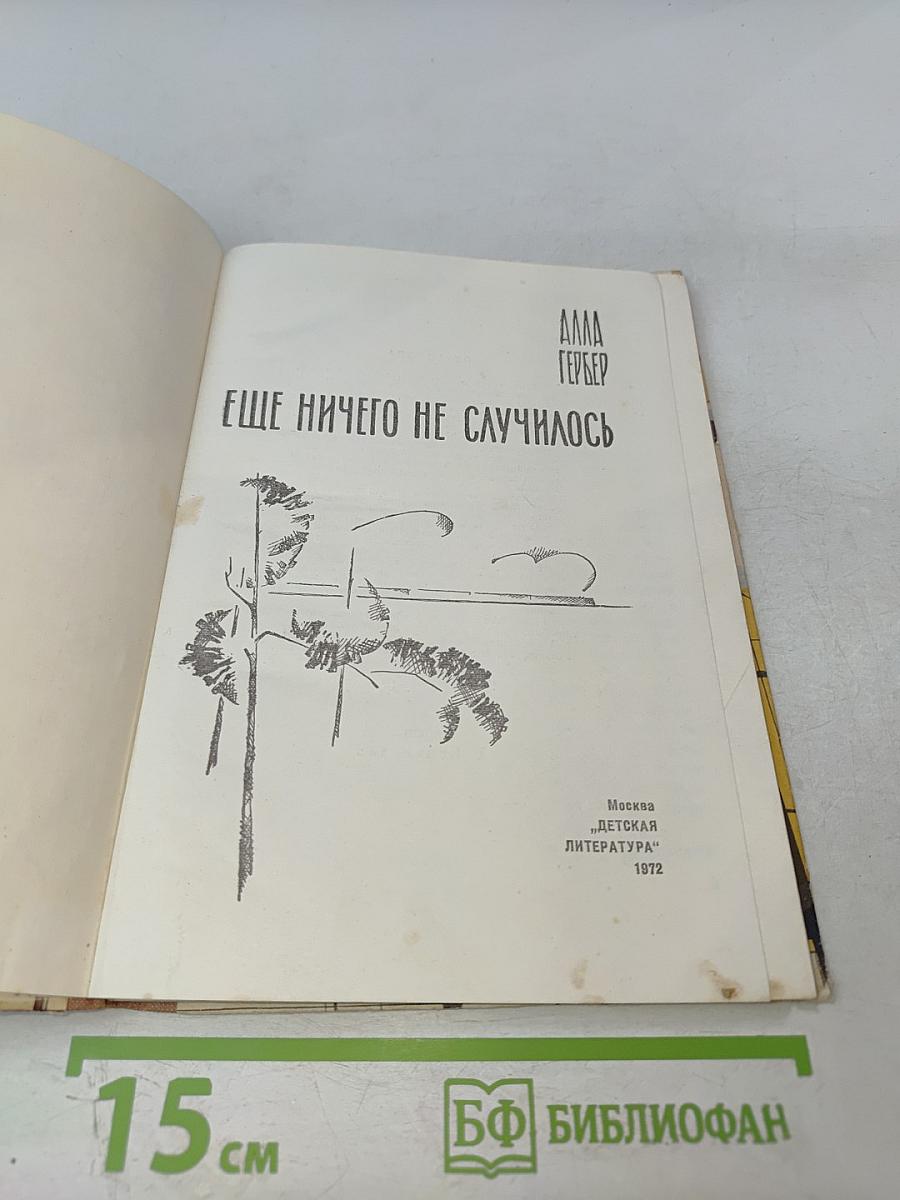 АЛЛА
ГЕРБЕР
ЕЩЕ НИЧЕГО НЕ СЛУЧИЛОСЬ
Москва
„ДЕТСКАЯ
ЛИТЕРАТУРА“
1972
15 см
БФ БИБЛИОФАН